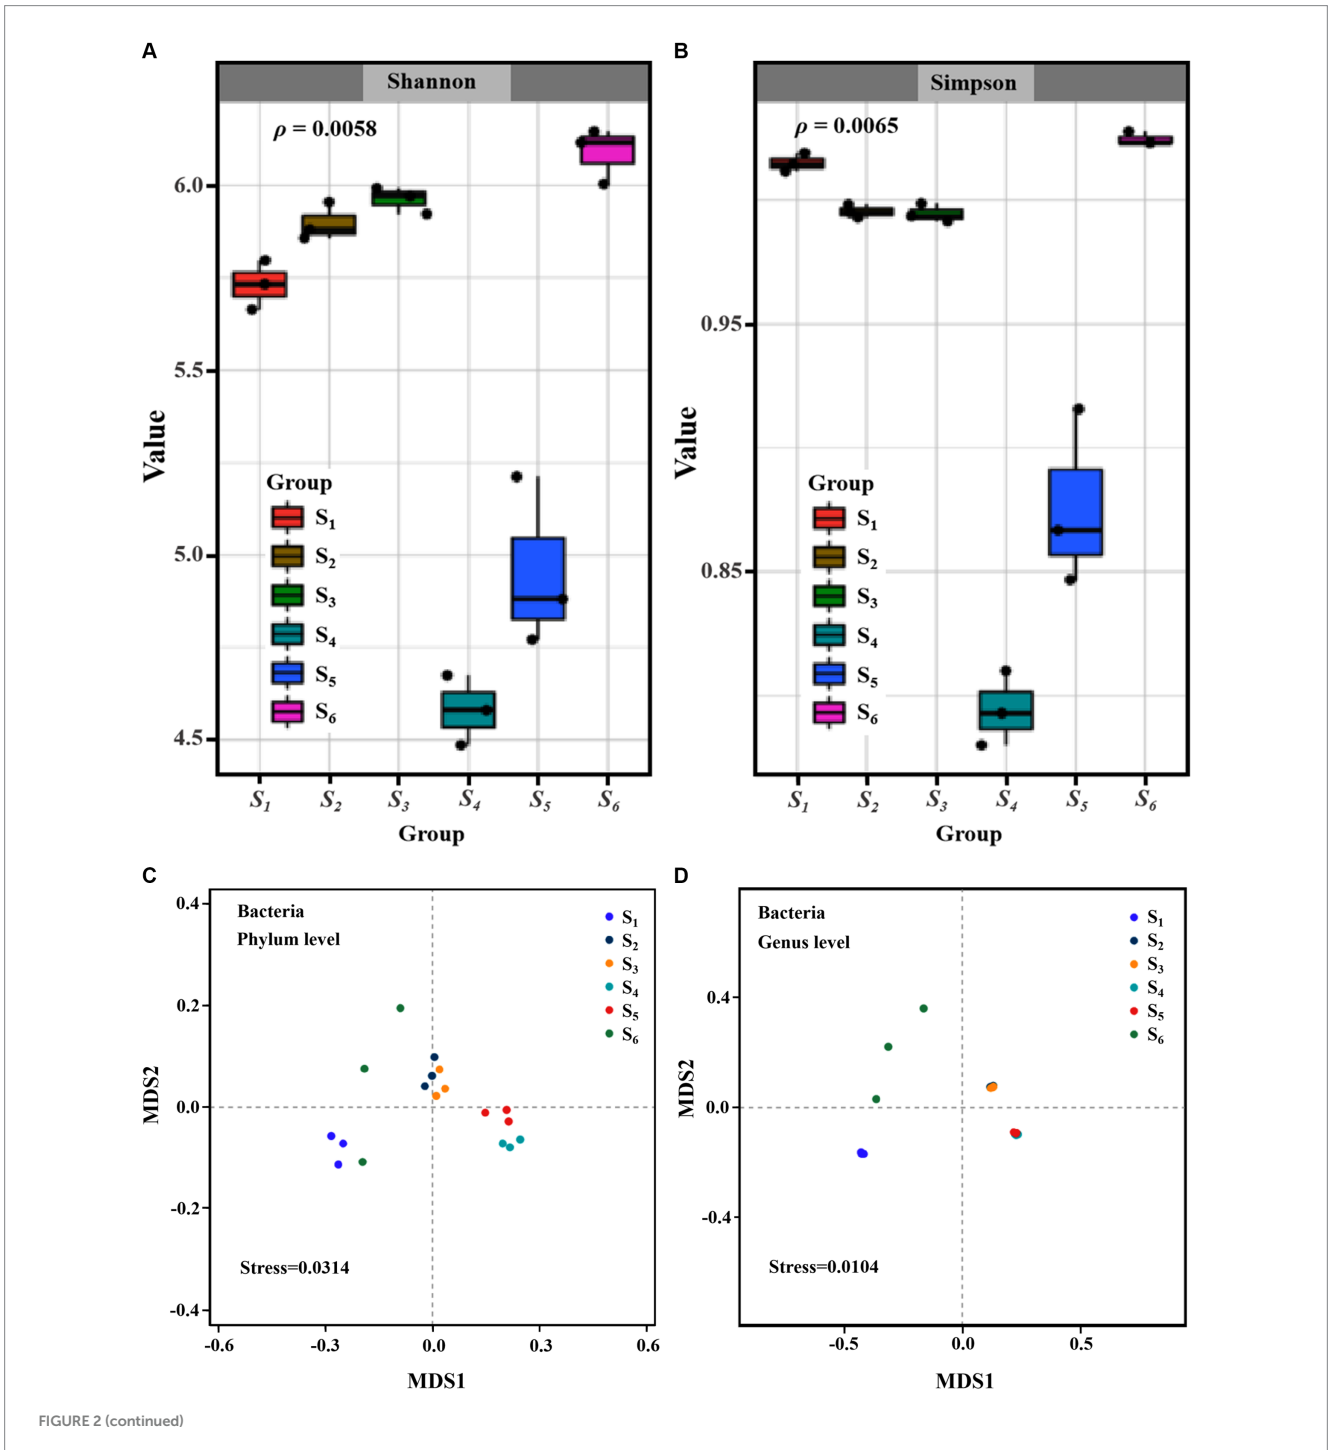 A
Shannon
ρ = 0.0058
6.0
5.5
5.0
4.5
Value
Group
S1
S2
S3
S4
S5
S6
S1 S2 S3 S4 S5 S6
Group
B
Simpson
ρ = 0.0065
0.95
0.85
Value
Group
S1
S2
S3
S4
S5
S6
S1 S2 S3 S4 S5 S6
Group
C
Bacteria
Phylum level
S1
S2
S3
S4
S5
S6
0.4
0.2
0.0
-0.2
-0.4
MDS2
Stress=0.0314
-0.6 -0.3 0.0 0.3 0.6
MDS1
D
Bacteria
Genus level
S1
S2
S3
S4
S5
S6
0.4
0.0
-0.4
MDS2
Stress=0.0104
-0.5 0.0 0.5
MDS1
FIGURE 2 (continued)